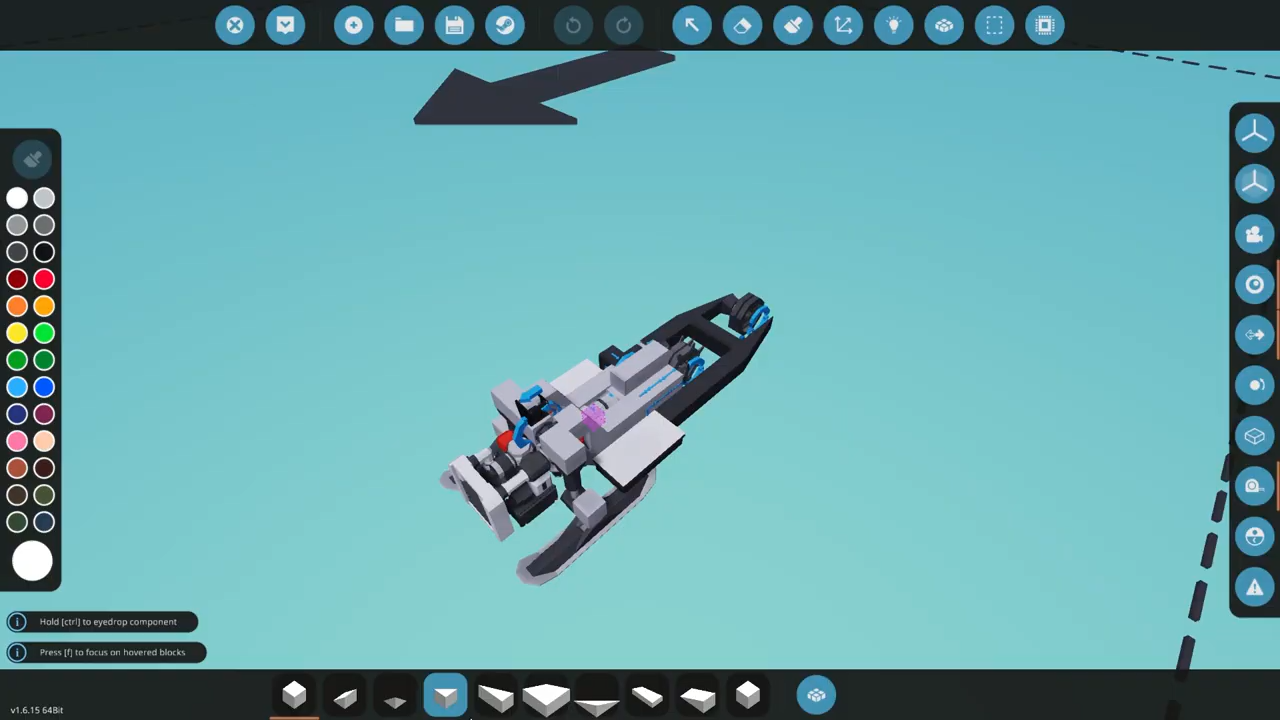 Hold [ctrl] to eyedrop component
Press [f] to focus on hovered blocks
v1.6.15 64Bit